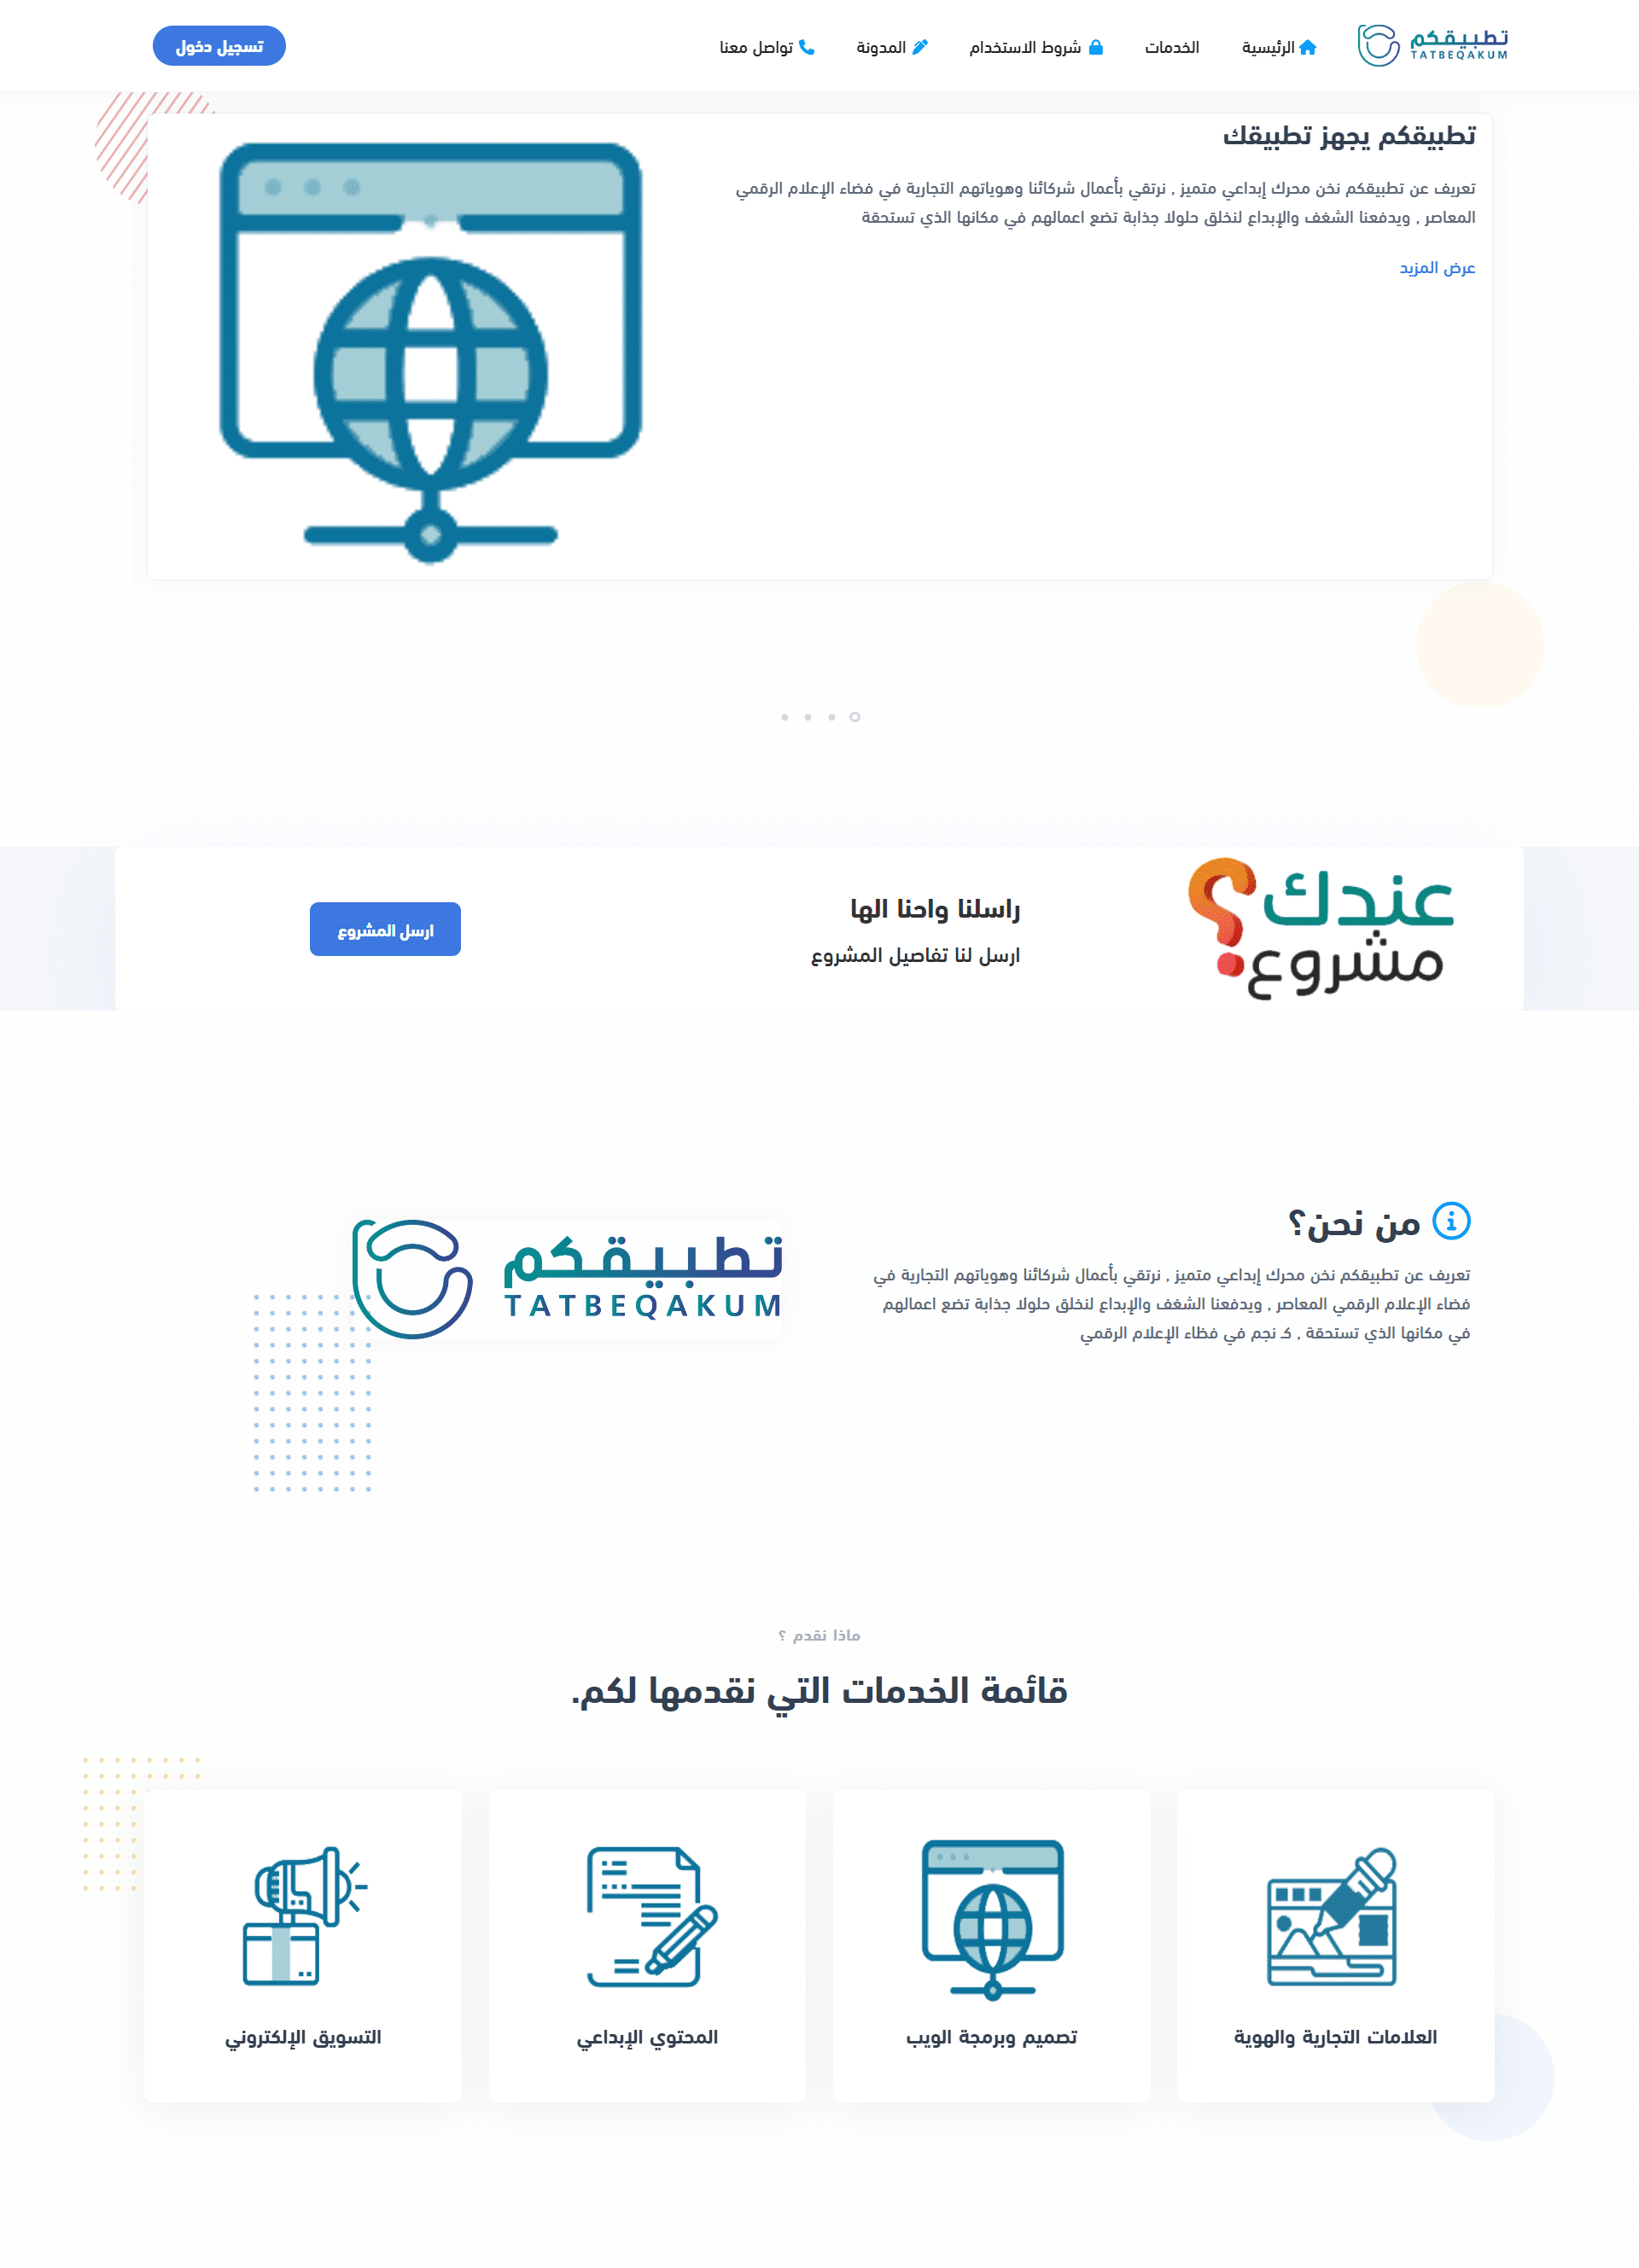 تطبيقكم
TATBEQAKUM
الرئيسية
الخدمات
شروط الاستخدام
المدونة
تواصل معنا
تسجيل دخول
تطبيقكم يجهز تطبيقك
تعريف عن تطبيقكم نخن محرك إبداعي متميز , نرتقي بأعمال شركائنا وهوياتهم التجارية في فضاء الإعلام الرقمي
المعاصر , ويدفعنا الشغف والإبداع لنخلق حلولا جذابة تضع اعمالهم في مكانها الذي تستحقة
عرض المزيد
عندك
مشروع؟
راسلنا واحنا الها
ارسل لنا تفاصيل المشروع
ارسل المشروع
من نحن؟
تعريف عن تطبيقكم نخن محرك إبداعي متميز , نرتقي بأعمال شركائنا وهوياتهم التجارية في
فضاء الإعلام الرقمي المعاصر , ويدفعنا الشغف والإبداع لنخلق حلولا جذابة تضع اعمالهم
في مكانها الذي تستحقة , كـ نجم في فظاء الإعلام الرقمي
تطبيقكم
TATBEQAKUM
ماذا نقدم ؟
قائمة الخدمات التي نقدمها لكم.
العلامات التجارية والهوية
تصميم وبرمجة الويب
المحتوي الإبداعي
التسويق الإلكتروني